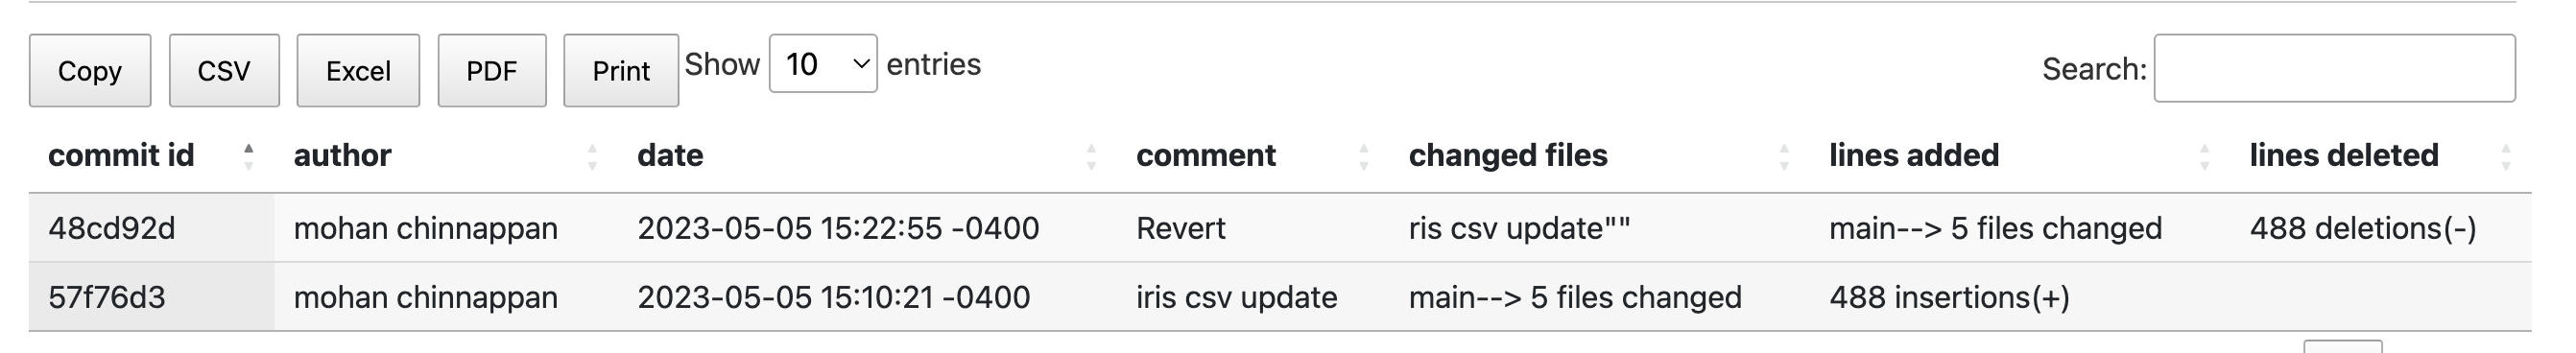 Copy CSV Excel PDF Print Show 10 entries Search:
commit id author date comment changed files lines added lines deleted
48cd92d mohan chinnappan 2023-05-05 15:22:55 -0400 Revert ris csv update"" main--> 5 files changed 488 deletions(-)
57f76d3 mohan chinnappan 2023-05-05 15:10:21 -0400 iris csv update main--> 5 files changed 488 insertions(+)